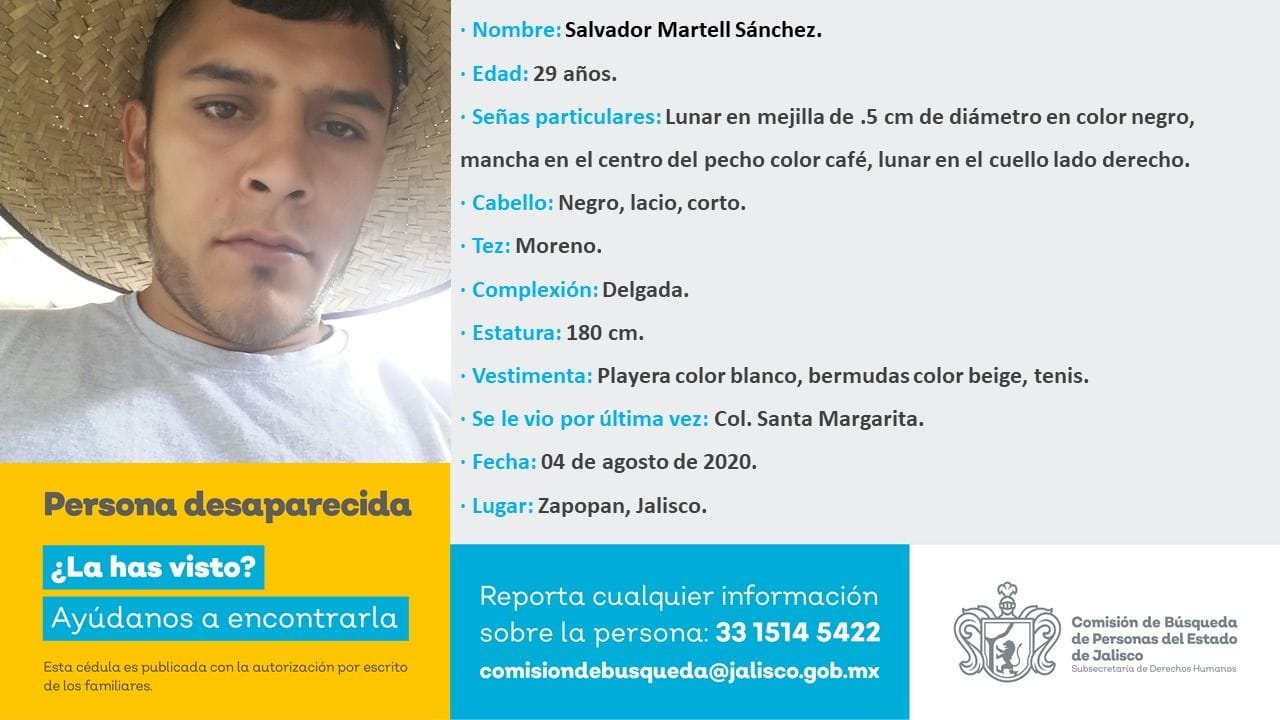 · Nombre: Salvador Martell Sánchez.
· Edad: 29 años.
· Señas particulares: Lunar en mejilla de .5 cm de diámetro en color negro,
mancha en el centro del pecho color café, lunar en el cuello lado derecho.
· Cabello: Negro, lacio, corto.
· Tez: Moreno.
· Complexión: Delgada.
· Estatura: 180 cm.
· Vestimenta: Playera color blanco, bermudas color beige, tenis.
· Se le vio por última vez: Col. Santa Margarita.
· Fecha: 04 de agosto de 2020.
· Lugar: Zapopan, Jalisco.
Persona desaparecida
¿La has visto?
Ayúdanos a encontrarla
Esta cédula es publicada con la autorización por escrito
de los familiares.
Reporta cualquier información
sobre la persona: 33 1514 5422
comisiondebusqueda@jalisco.gob.mx
Comisión de Búsqueda
de Personas del Estado
de Jalisco
Subsecretaría de Derechos Humanos